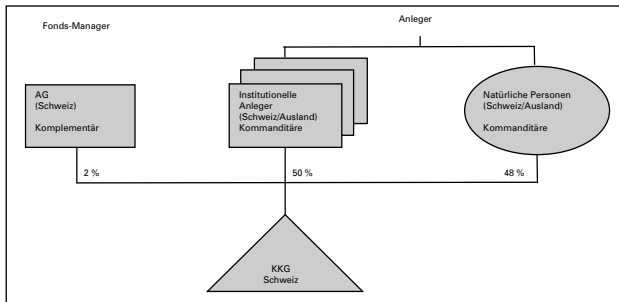 Fonds-Manager
Anleger
AG
(Schweiz)
Komplementär
Institutionelle
Anleger
(Schweiz/Ausland)
Kommanditäre
Natürliche Personen
(Schweiz/Ausland)
Kommanditäre
2 %
50 %
48 %
KKG
Schweiz